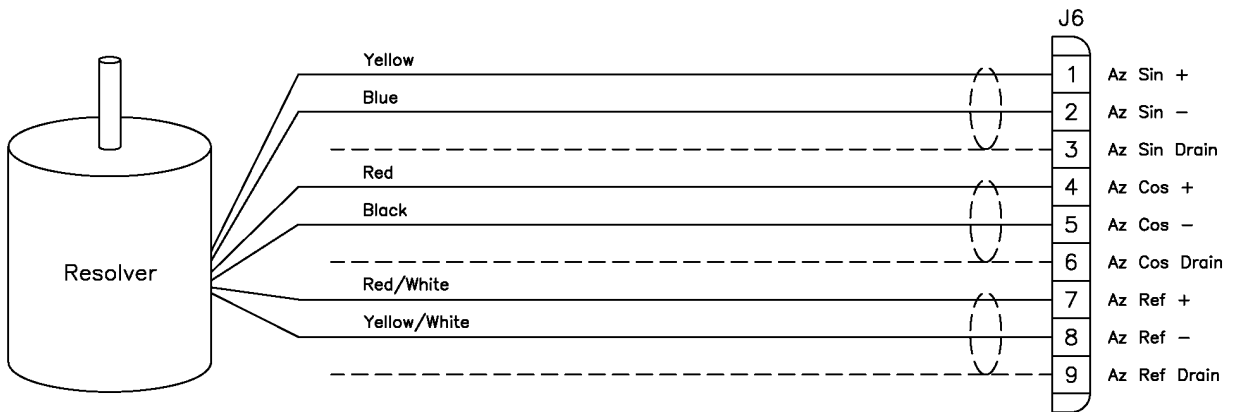 J6
Yellow 1 Az Sin +
Blue 2 Az Sin −
3 Az Sin Drain
Red 4 Az Cos +
Black 5 Az Cos −
Resolver 6 Az Cos Drain
Red/White 7 Az Ref +
Yellow/White 8 Az Ref −
9 Az Ref Drain